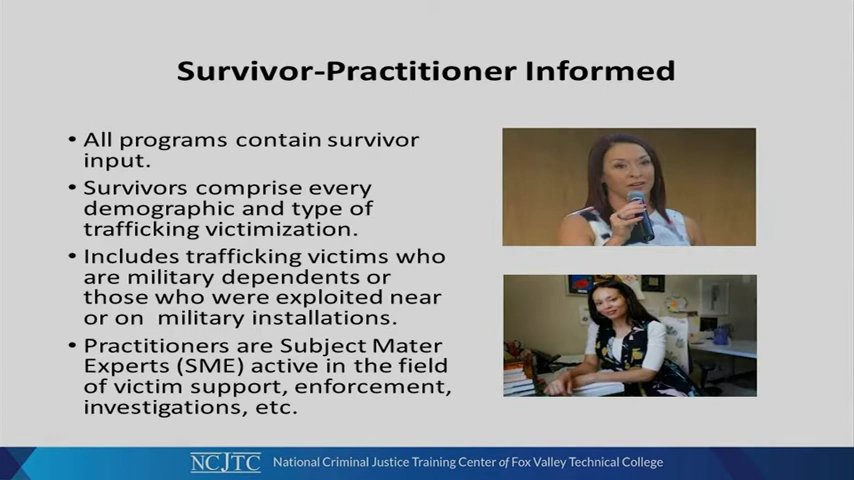 Survivor-Practitioner Informed
• All programs contain survivor
input.
• Survivors comprise every
demographic and type of
trafficking victimization.
• Includes trafficking victims who
are military dependents or
those who were exploited near
or on military installations.
• Practitioners are Subject Mater
Experts (SME) active in the field
of victim support, enforcement,
investigations, etc.
NCJTC National Criminal Justice Training Center of Fox Valley Technical College